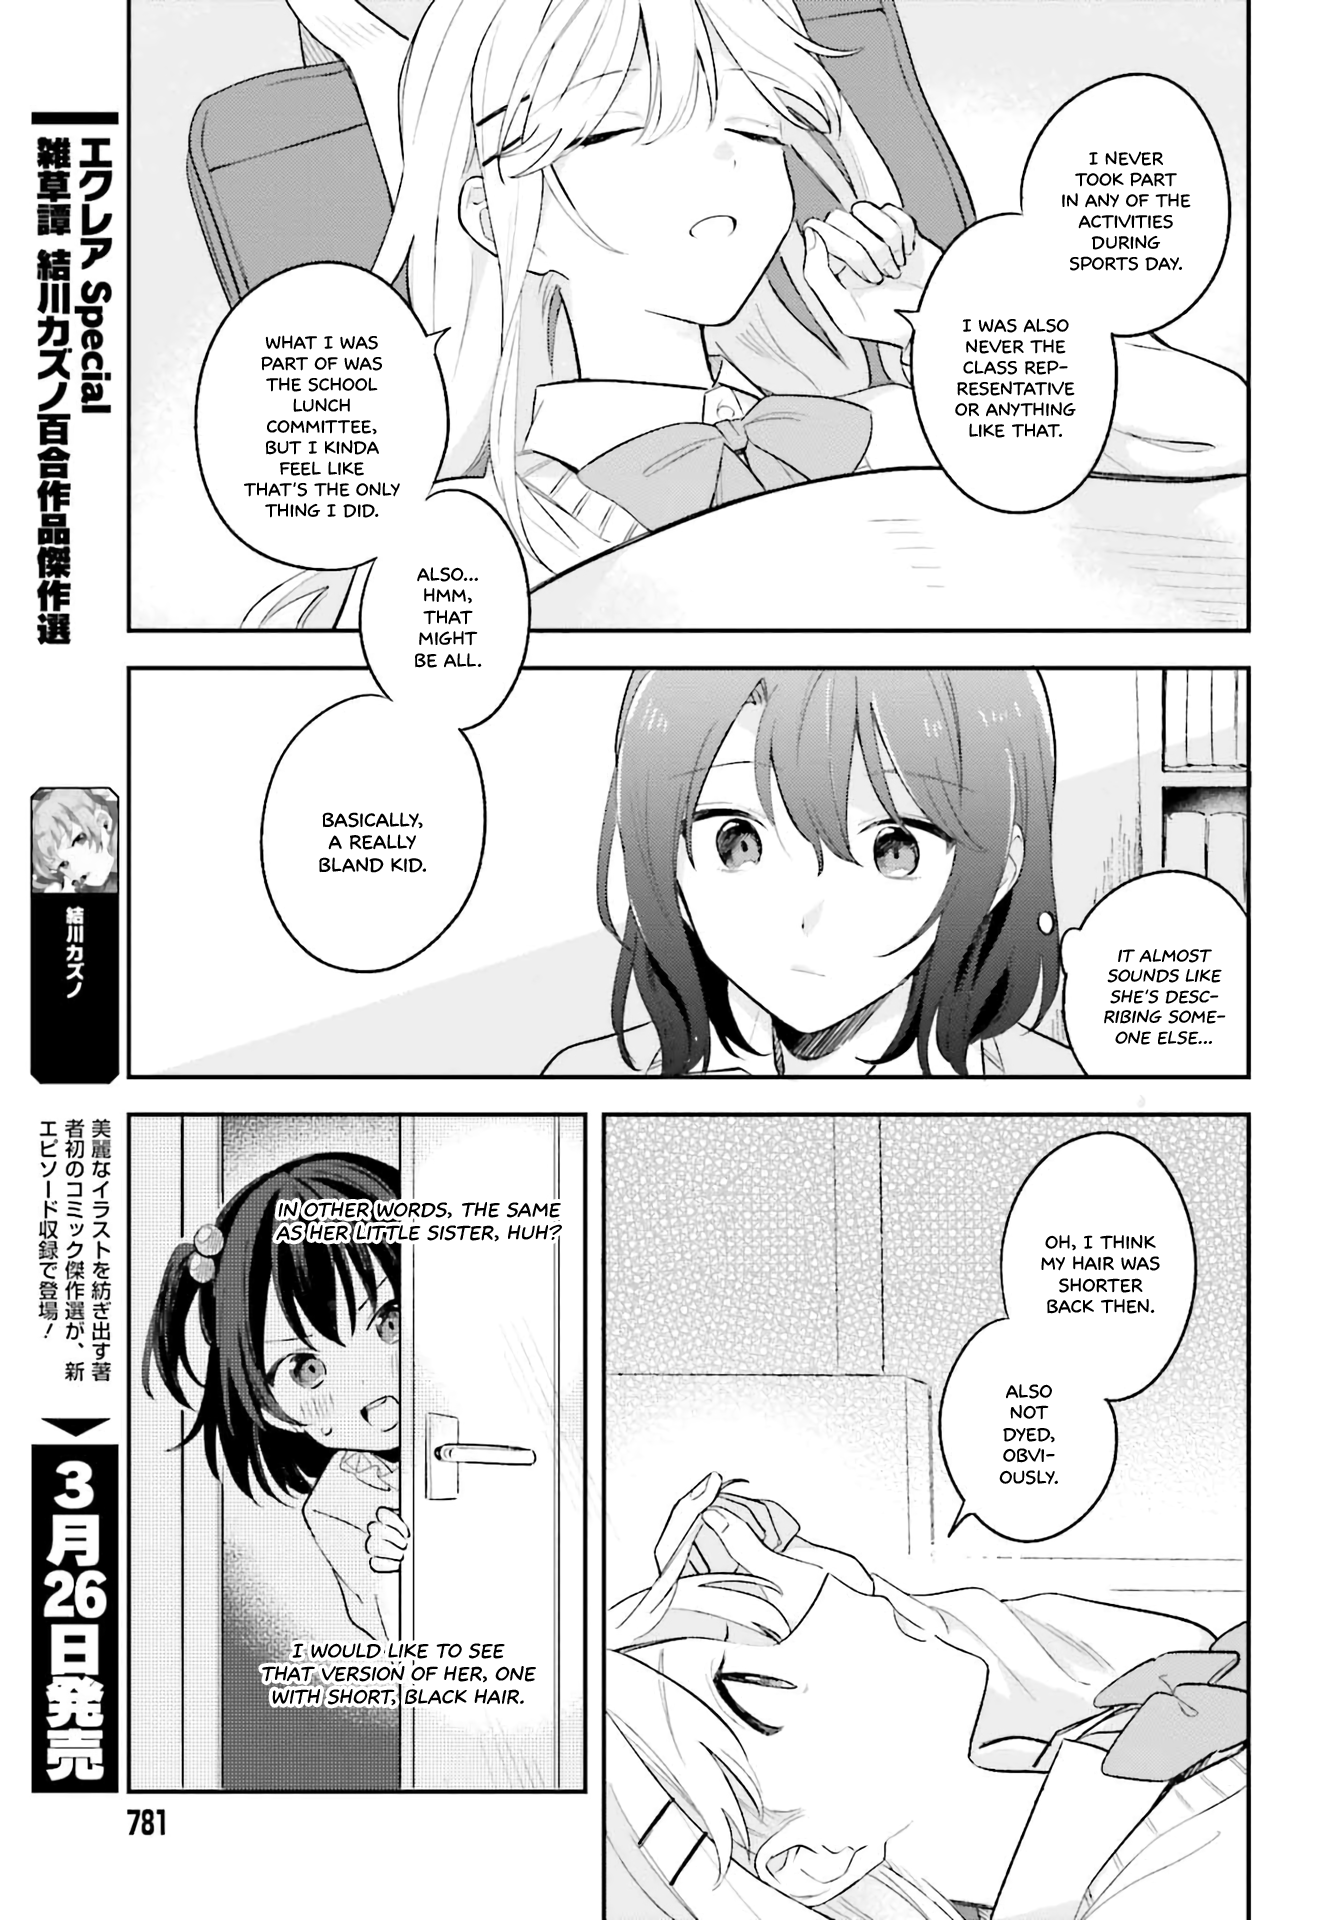 I NEVER
TOOK PART
IN ANY OF THE
ACTIVITIES
DURING
SPORTS DAY.
I WAS ALSO
NEVER THE
CLASS REP-
RESENTATIVE
OR ANYTHING
LIKE THAT.
WHAT I WAS
PART OF WAS
THE SCHOOL
LUNCH
COMMITTEE,
BUT I KINDA
FEEL LIKE
THAT'S THE ONLY
THING I DID.
ALSO...
HMM,
THAT
MIGHT
BE ALL.
IT ALMOST
SOUNDS LIKE
SHE'S DESC-
RIBING SOME-
ONE ELSE...
BASICALLY,
A REALLY
BLAND KID.
OH, I THINK
MY HAIR WAS
SHORTER
BACK THEN.
ALSO
NOT
DYED,
OBVI-
OUSLY.
IN OTHER WORDS, THE SAME
AS HER LITTLE SISTER, HUH?
I WOULD LIKE TO SEE
THAT VERSION OF HER, ONE
WITH SHORT, BLACK HAIR.
エクレア Special
雑草譚 結川カズノ百合作品傑作選
結川カズノ
美麗なイラストを紡ぎ出す著
者初のコミック傑作選が、新
エピソード収録で登場！
3月26日発売
781